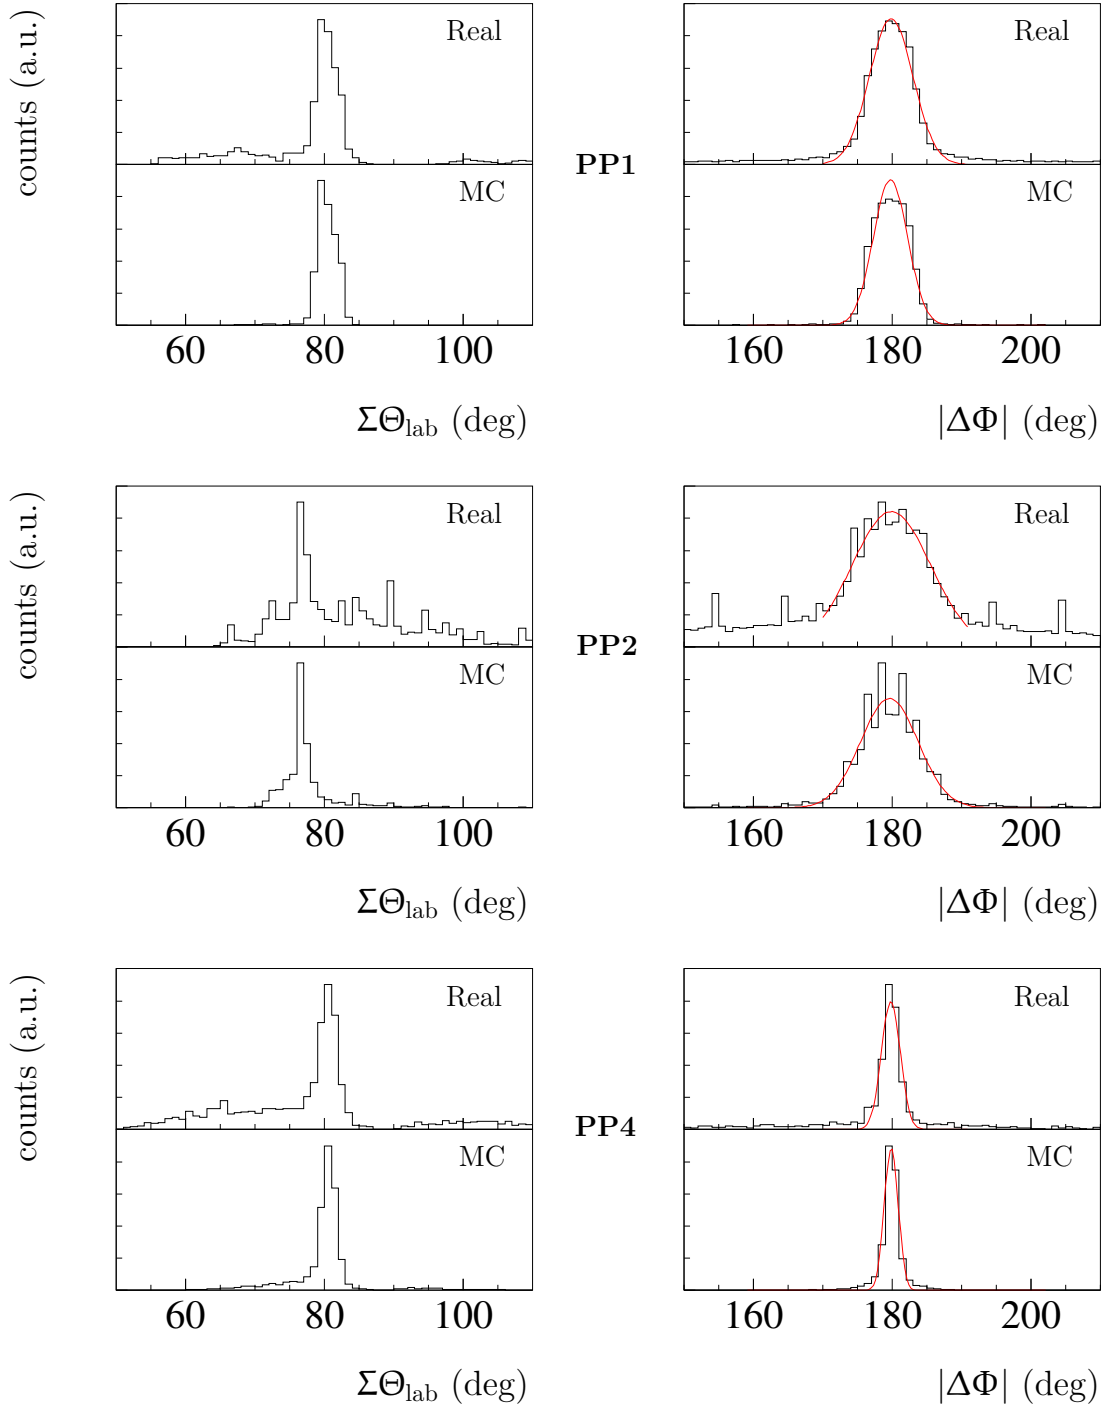 counts (a.u.)
Real
Real
PP1
MC
MC
60 80 100
160 180 200
ΣΘlab (deg)
|ΔΦ| (deg)
counts (a.u.)
Real
Real
PP2
MC
MC
60 80 100
160 180 200
ΣΘlab (deg)
|ΔΦ| (deg)
counts (a.u.)
Real
Real
PP4
MC
MC
60 80 100
160 180 200
ΣΘlab (deg)
|ΔΦ| (deg)